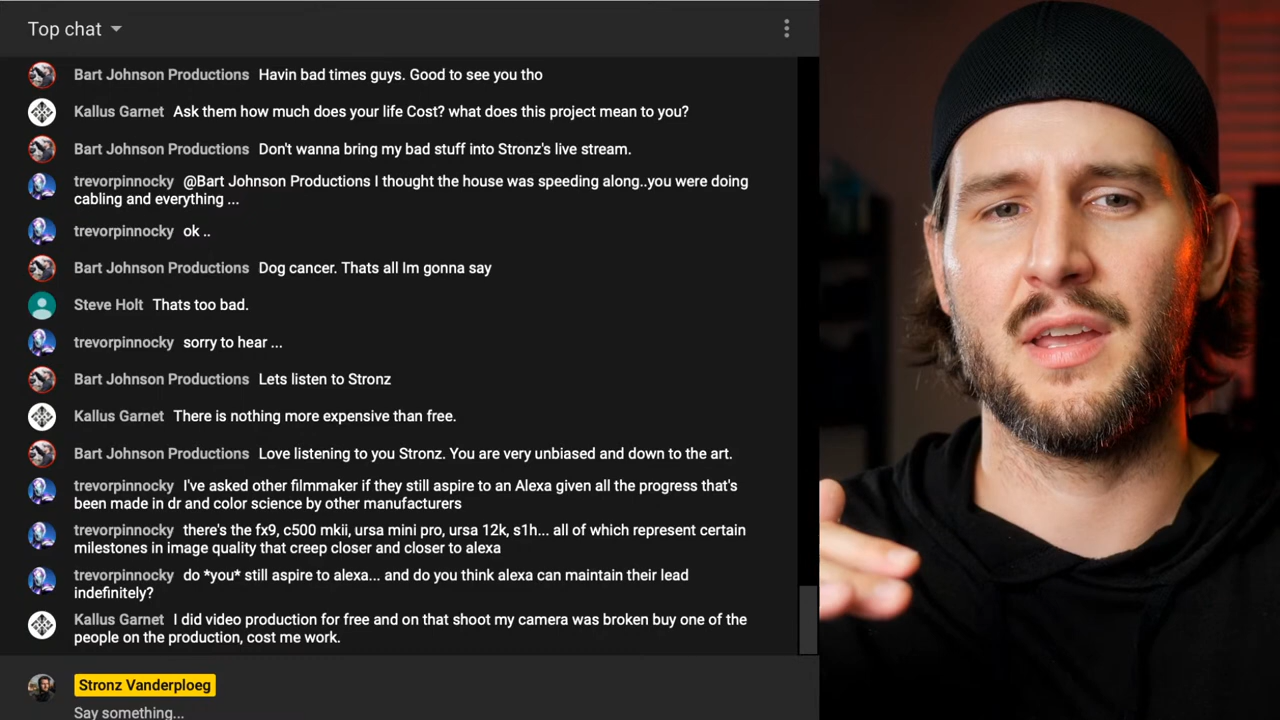 Top chat
Bart Johnson Productions Havin bad times guys. Good to see you tho
Kallus Garnet Ask them how much does your life Cost? what does this project mean to you?
Bart Johnson Productions Don't wanna bring my bad stuff into Stronz's live stream.
trevorpinnocky @Bart Johnson Productions I thought the house was speeding along..you were doing
cabling and everything ...
trevorpinnocky ok ..
Bart Johnson Productions Dog cancer. Thats all Im gonna say
Steve Holt Thats too bad.
trevorpinnocky sorry to hear ...
Bart Johnson Productions Lets listen to Stronz
Kallus Garnet There is nothing more expensive than free.
Bart Johnson Productions Love listening to you Stronz. You are very unbiased and down to the art.
trevorpinnocky I've asked other filmmaker if they still aspire to an Alexa given all the progress that's
been made in dr and color science by other manufacturers
trevorpinnocky there's the fx9, c500 mkii, ursa mini pro, ursa 12k, s1h... all of which represent certain
milestones in image quality that creep closer and closer to alexa
trevorpinnocky do *you* still aspire to alexa... and do you think alexa can maintain their lead
indefinitely?
Kallus Garnet I did video production for free and on that shoot my camera was broken buy one of the
people on the production, cost me work.
Stronz Vanderploeg
Say something...